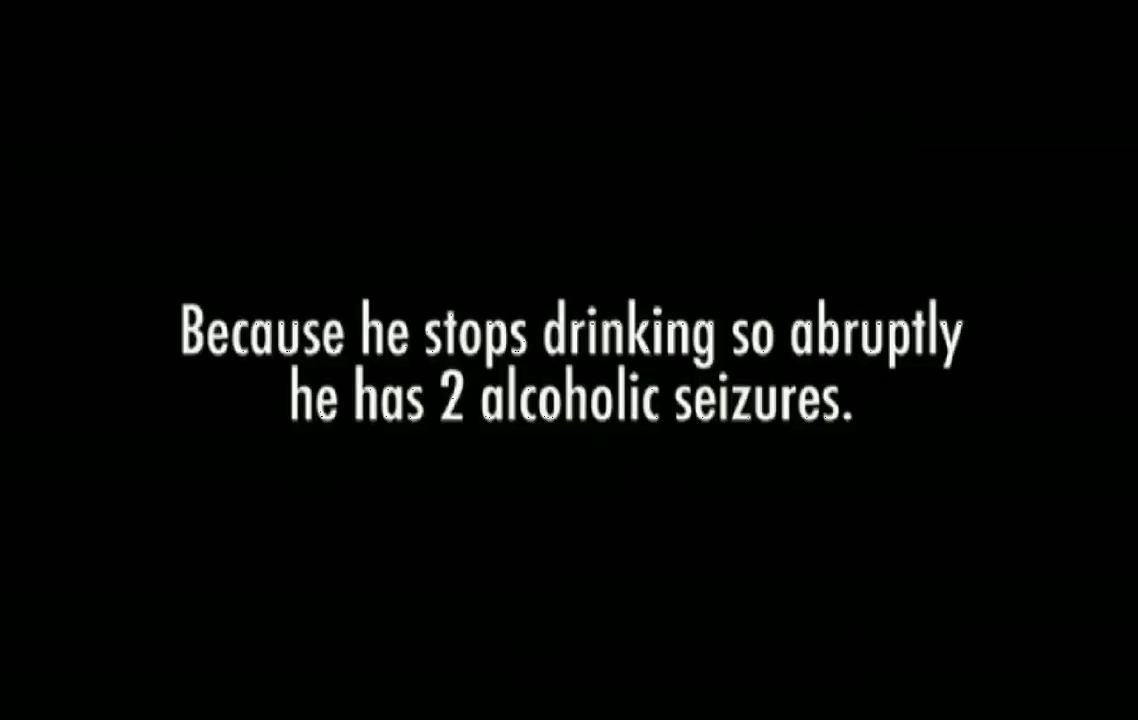 Because he stops drinking so abruptly
he has 2 alcoholic seizures.